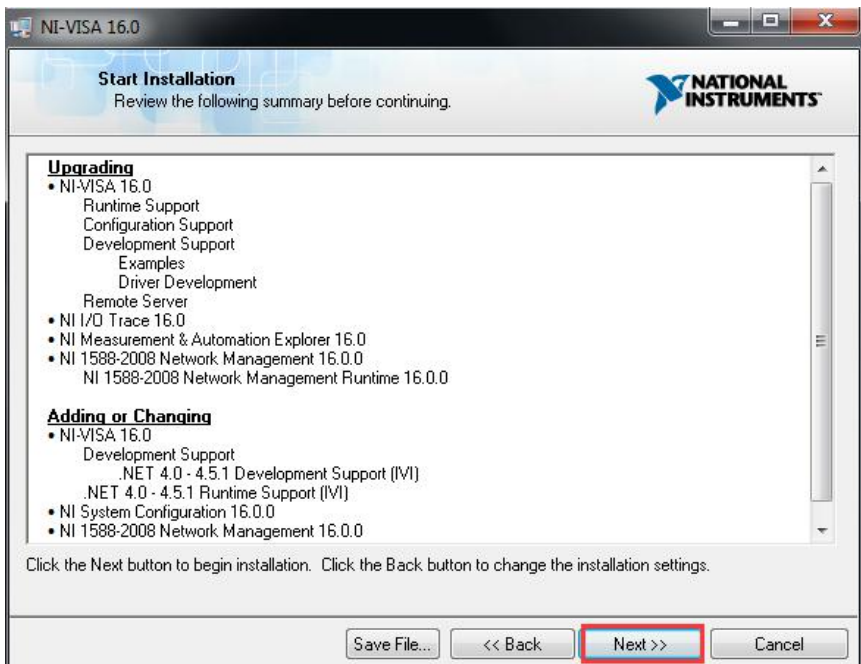 NI-VISA 16.0
Start Installation
Review the following summary before continuing.
NATIONAL
INSTRUMENTS™
Upgrading
• NI-VISA 16.0
Runtime Support
Configuration Support
Development Support
Examples
Driver Development
Remote Server
• NI I/O Trace 16.0
• NI Measurement & Automation Explorer 16.0
• NI 1588-2008 Network Management 16.0.0
NI 1588-2008 Network Management Runtime 16.0.0
Adding or Changing
• NI-VISA 16.0
Development Support
.NET 4.0 - 4.5.1 Development Support (IVI)
.NET 4.0 - 4.5.1 Runtime Support (IVI)
• NI System Configuration 16.0.0
• NI 1588-2008 Network Management 16.0.0
Click the Next button to begin installation.  Click the Back button to change the installation settings.
Save File... << Back Next >> Cancel